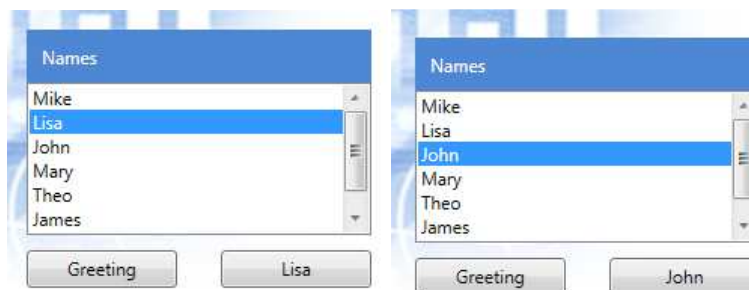 Names
Mike
Lisa
John
Mary
Theo
James
Greeting Lisa
Names
Mike
Lisa
John
Mary
Theo
James
Greeting John